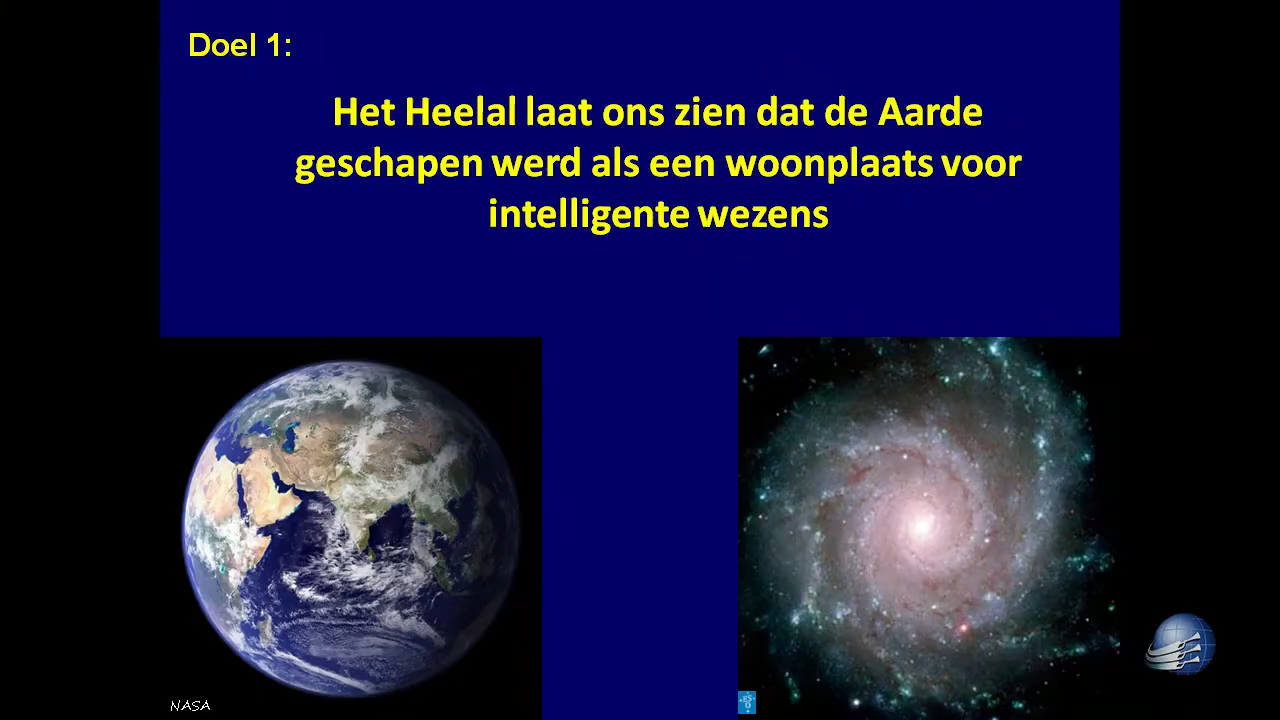 Doel 1:
Het Heelal laat ons zien dat de Aarde
geschapen werd als een woonplaats voor
intelligente wezens
NASA
ESO